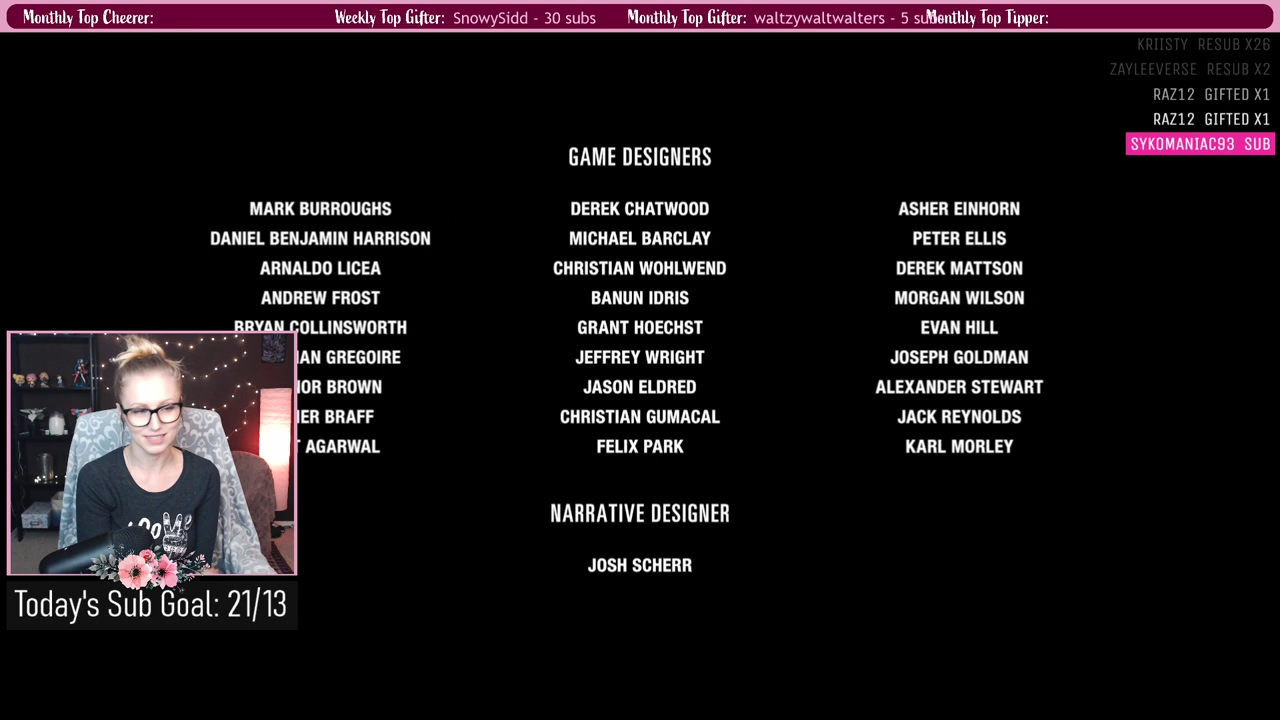 Monthly Top Cheerer: Weekly Top Gifter: SnowySidd - 30 subs Monthly Top Gifter: waltzywaltwalters - 5 Monthly Top Tipper:
KRIISTY RESUB X26
ZAYLEEVERSE RESUB X2
RAZ12 GIFTED X1
RAZ12 GIFTED X1
SYKOMANIAC93 SUB
GAME DESIGNERS
MARK BURROUGHS DEREK CHATWOOD ASHER EINHORN
DANIEL BENJAMIN HARRISON MICHAEL BARCLAY PETER ELLIS
ARNALDO LICEA CHRISTIAN WOHLWEND DEREK MATTSON
ANDREW FROST BANUN IDRIS MORGAN WILSON
BRYAN COLLINSWORTH GRANT HOECHST EVAN HILL
GREGOIRE JEFFREY WRIGHT JOSEPH GOLDMAN
BROWN JASON ELDRED ALEXANDER STEWART
BRAFF CHRISTIAN GUMACAL JACK REYNOLDS
AGARWAL FELIX PARK KARL MORLEY
NARRATIVE DESIGNER
JOSH SCHERR
Today's Sub Goal: 21/13